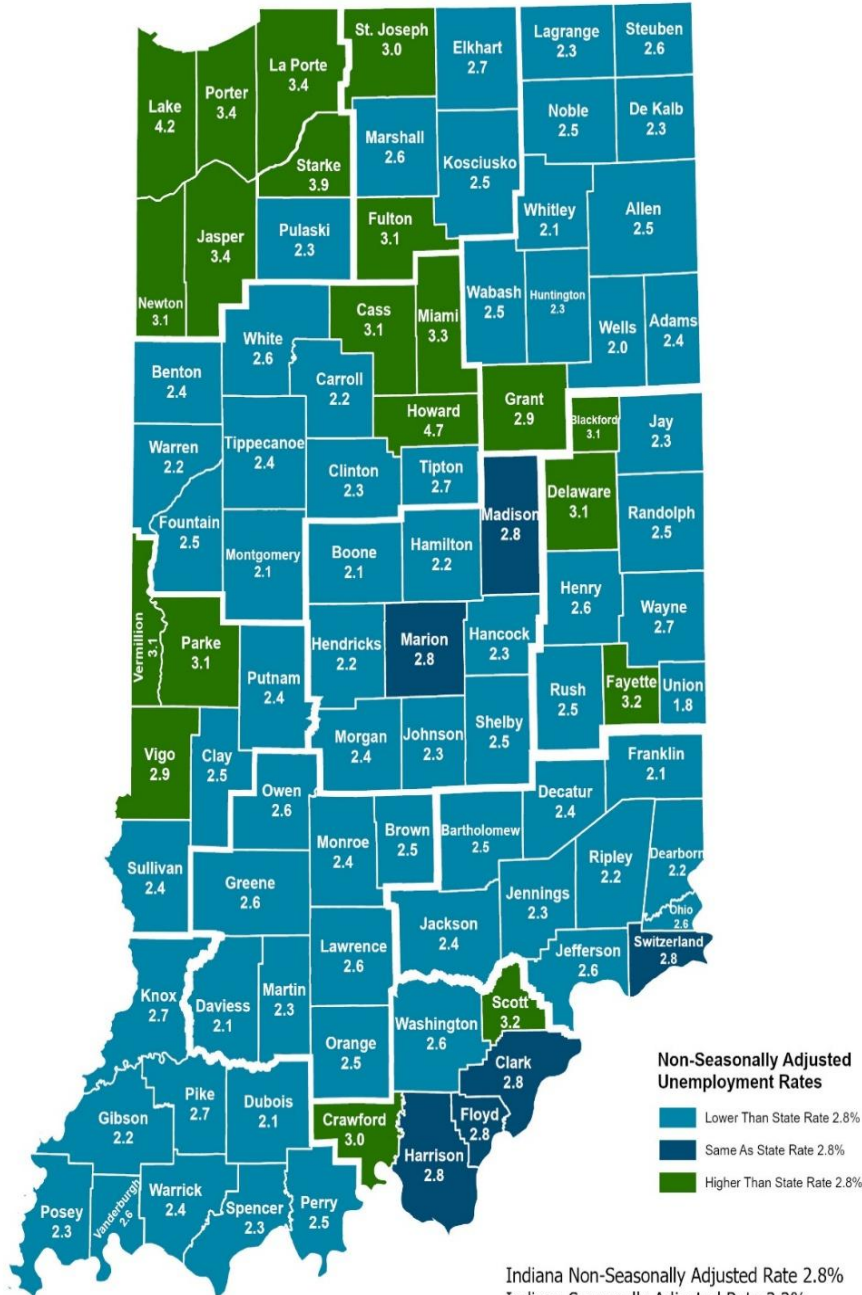 St. Joseph
3.0
Elkhart
2.7
Lagrange
2.3
Steuben
2.6
La Porte
3.4
Porter
3.4
Lake
4.2
Noble
2.5
De Kalb
2.3
Marshall
2.6
Kosciusko
2.5
Starke
3.9
Whitley
2.1
Allen
2.5
Pulaski
2.3
Fulton
3.1
Jasper
3.4
Newton
3.1
Wabash
2.5
Huntington
2.3
Cass
3.1
Miami
3.3
Wells
2.0
Adams
2.4
White
2.6
Benton
2.4
Carroll
2.2
Howard
4.7
Grant
2.9
Blackford
3.1
Jay
2.3
Warren
2.2
Tippecanoe
2.4
Clinton
2.3
Tipton
2.7
Madison
2.8
Delaware
3.1
Randolph
2.5
Fountain
2.5
Montgomery
2.1
Boone
2.1
Hamilton
2.2
Henry
2.6
Wayne
2.7
Vermillion
3.1
Parke
3.1
Putnam
2.4
Hendricks
2.2
Marion
2.8
Hancock
2.3
Rush
2.5
Fayette
3.2
Union
1.8
Vigo
2.9
Clay
2.5
Morgan
2.4
Johnson
2.3
Shelby
2.5
Franklin
2.1
Owen
2.6
Decatur
2.4
Sullivan
2.4
Greene
2.6
Monroe
2.4
Brown
2.5
Bartholomew
2.5
Ripley
2.2
Dearborn
2.2
Jennings
2.3
Ohio
2.6
Jackson
2.4
Switzerland
2.8
Jefferson
2.6
Lawrence
2.6
Knox
2.7
Daviess
2.1
Martin
2.3
Scott
3.2
Washington
2.6
Orange
2.5
Clark
2.8
Gibson
2.2
Pike
2.7
Dubois
2.1
Crawford
3.0
Floyd
2.8
Harrison
2.8
Posey
2.3
Vanderburgh
2.6
Warrick
2.4
Spencer
2.3
Perry
2.5
Non-Seasonally Adjusted
Unemployment Rates
Lower Than State Rate 2.8%
Same As State Rate 2.8%
Higher Than State Rate 2.8%
Indiana Non-Seasonally Adjusted Rate 2.8%